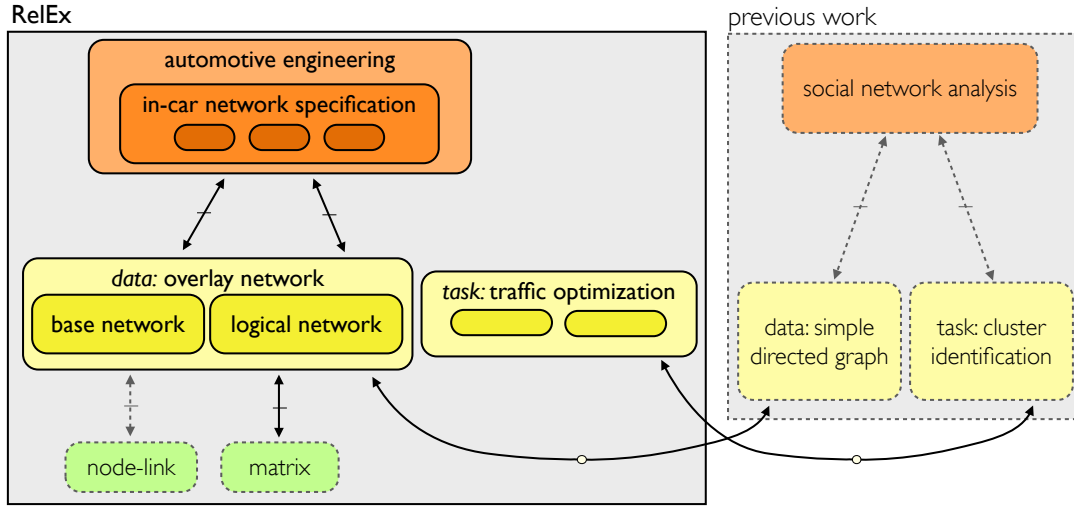 RelEx
automotive engineering
in-car network specification
data: overlay network
base network
logical network
task: traffic optimization
node-link
matrix
previous work
social network analysis
data: simple
directed graph
task: cluster
identification